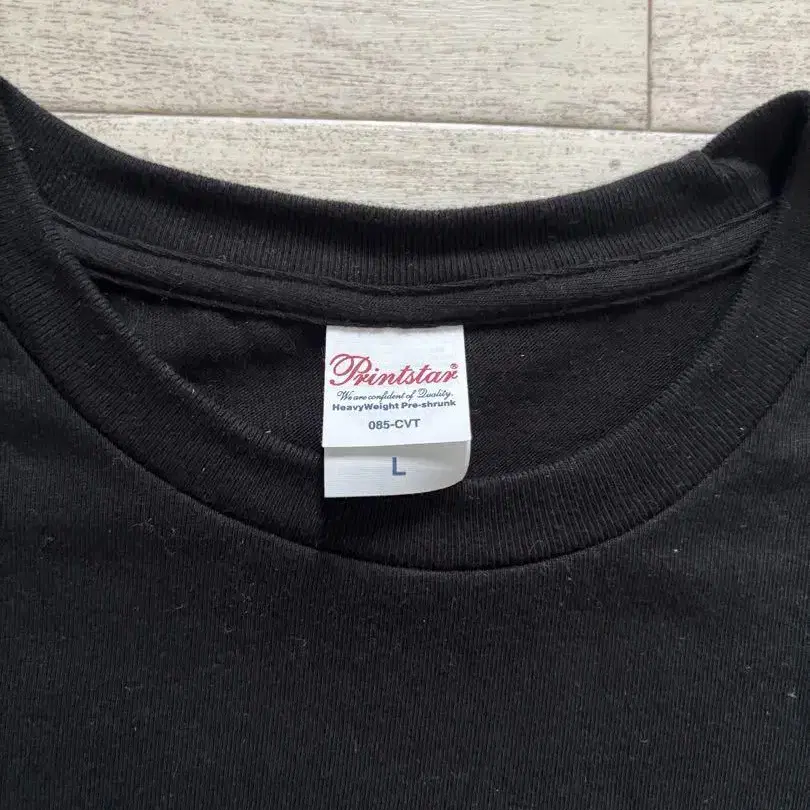 Printstar®
We are confident of Quality.
HeavyWeight Pre-shrunk
085-CVT
L